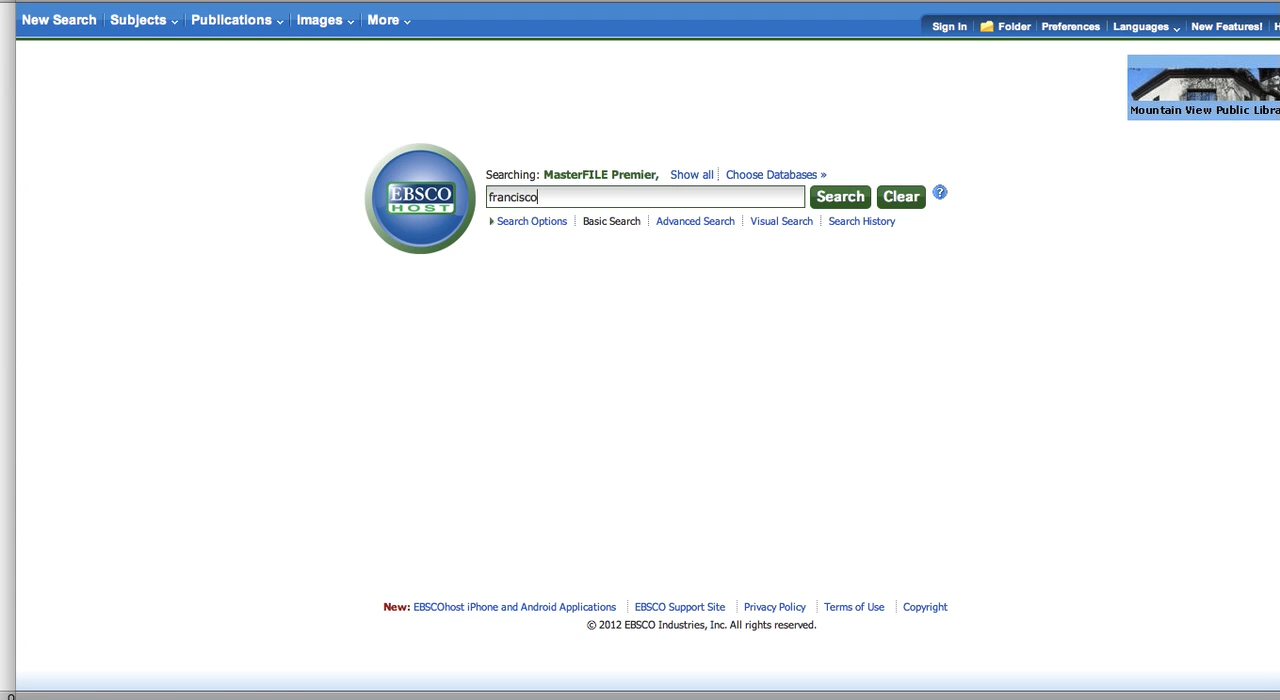 New Search Subjects Publications Images More
Sign In Folder Preferences Languages New Features!
Mountain View Public
Searching: MasterFILE Premier, Show all Choose Databases »
EBSCO
HOST
francisco Search Clear ?
Search Options Basic Search Advanced Search Visual Search Search History
New: EBSCOhost iPhone and Android Applications EBSCO Support Site Privacy Policy Terms of Use Copyright
© 2012 EBSCO Industries, Inc. All rights reserved.